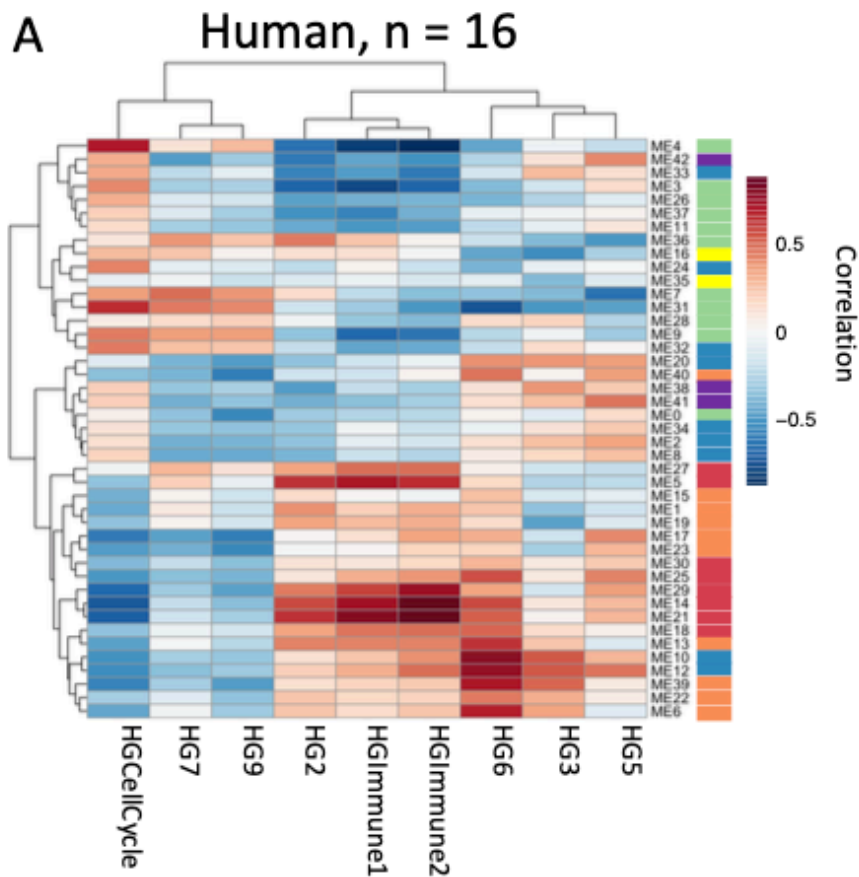 A
Human, n = 16
ME4
ME42
ME33
ME3
ME26
ME37
ME11
ME36
ME16
ME24
ME35
ME7
ME31
ME28
ME9
ME32
ME20
ME40
ME38
ME41
ME0
ME34
ME2
ME8
ME27
ME5
ME15
ME1
ME19
ME17
ME23
ME30
ME25
ME29
ME14
ME21
ME18
ME13
ME10
ME12
ME39
ME22
ME6
0.5
0
−0.5
Correlation
HGCellCycle
HG7
HG9
HG2
HGImmune1
HGImmune2
HG6
HG3
HG5